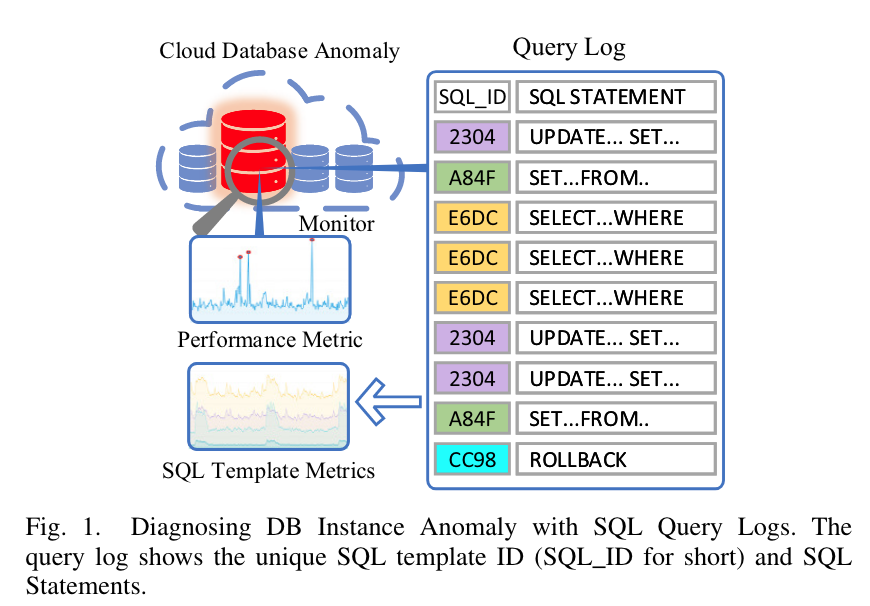 Cloud Database Anomaly
Query Log
SQL_ID SQL STATEMENT
2304 UPDATE... SET...
A84F SET...FROM..
E6DC SELECT...WHERE
E6DC SELECT...WHERE
E6DC SELECT...WHERE
2304 UPDATE... SET...
2304 UPDATE... SET...
A84F SET...FROM..
CC98 ROLLBACK
Monitor
Performance Metric
SQL Template Metrics
Fig. 1. Diagnosing DB Instance Anomaly with SQL Query Logs. The
query log shows the unique SQL template ID (SQL_ID for short) and SQL
Statements.